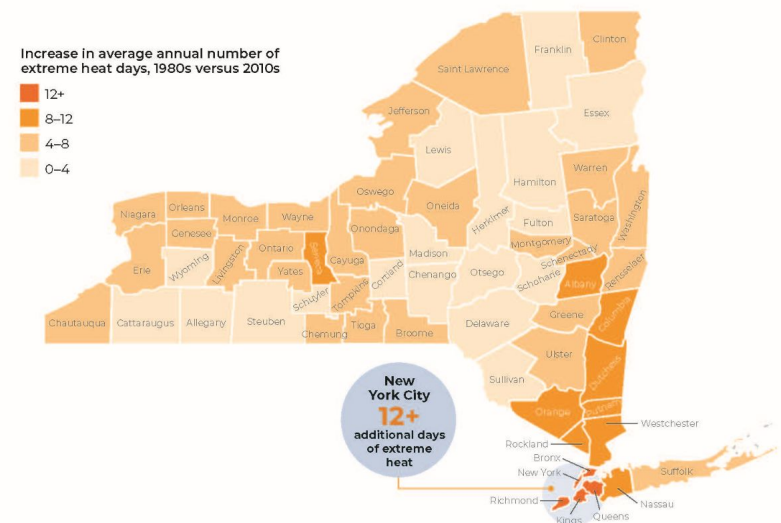 Increase in average annual number of
extreme heat days, 1980s versus 2010s
12+
8–12
4–8
0–4
Clinton
Franklin
Saint Lawrence
Jefferson
Essex
Lewis
Hamilton
Warren
Oswego
Oneida
Herkimer
Washington
Niagara
Orleans
Monroe
Wayne
Fulton
Saratoga
Genesee
Onondaga
Montgomery
Ontario
Seneca
Cayuga
Madison
Schenectady
Erie
Wyoming
Livingston
Yates
Cortland
Chenango
Otsego
Schoharie
Albany
Rensselaer
Schuyler
Tompkins
Chautauqua
Cattaraugus
Allegany
Steuben
Chemung
Tioga
Broome
Delaware
Greene
Columbia
Ulster
Sullivan
Dutchess
Orange
Putnam
New
York City
12+
additional days
of extreme
heat
Westchester
Rockland
Bronx
New York
Suffolk
Richmond
Nassau
Kings
Queens